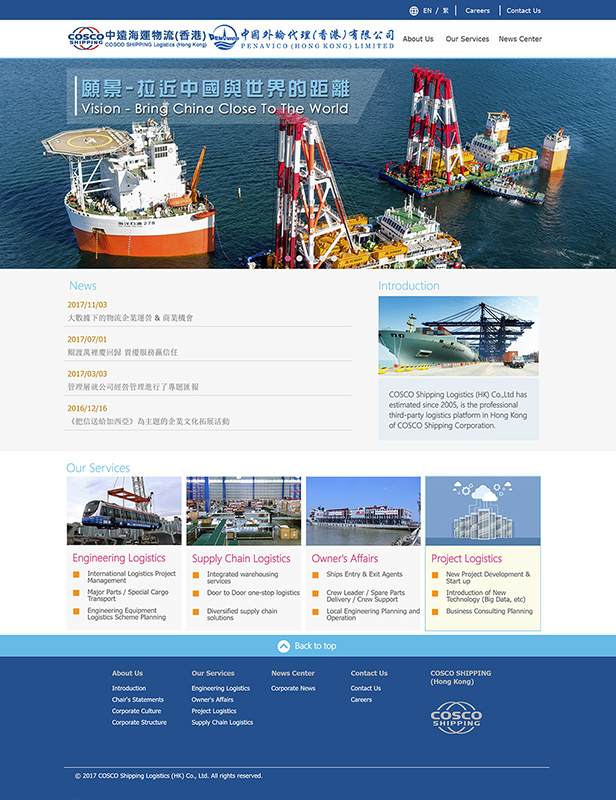 EN / 繁 Careers Contact Us
COSCO SHIPPING 中遠海運物流(香港) COSCO SHIPPING Logistics (Hong Kong)
PENAVICO 中國外輪代理(香港)有限公司 PENAVICO (HONG KONG) LIMITED
About Us Our Services News Center
願景-拉近中國與世界的距離
Vision - Bring China Close To The World
News
2017/11/03
大數據下的物流企業運營 & 商業機會
2017/07/01
鯤波萬裡慶回歸 質優服務贏信任
2017/03/03
管理層就公司經營管理進行了專題匯報
2016/12/16
《把信送給加西亞》為主題的企業文化拓展活動
Introduction
COSCO Shipping Logistics (HK) Co.,Ltd has
estimated since 2005, is the professional
third-party logistics platform in Hong Kong
of COSCO Shipping Corporation.
Our Services
Engineering Logistics
International Logistics Project
Management
Major Parts / Special Cargo
Transport
Engineering Equipment
Logistics Scheme Planning
Supply Chain Logistics
Integrated warehousing
services
Door to Door one-stop logistics
Diversified supply chain
solutions
Owner's Affairs
Ships Entry & Exit Agents
Crew Leader / Spare Parts
Delivery / Crew Support
Local Engineering Planning and
Operation
Project Logistics
New Project Development &
Start up
Introduction of New
Technology (Big Data, etc)
Business Consulting Planning
Back to top
About Us
Introduction
Chair's Statements
Corporate Culture
Corporate Structure
Our Services
Engineering Logistics
Owner's Affairs
Project Logistics
Supply Chain Logistics
News Center
Corporate News
Contact Us
Contact Us
Careers
COSCO SHIPPING
(Hong Kong)
COSCO
SHIPPING
© 2017 COSCO Shipping Logistics (HK) Co., Ltd. All rights reserved.